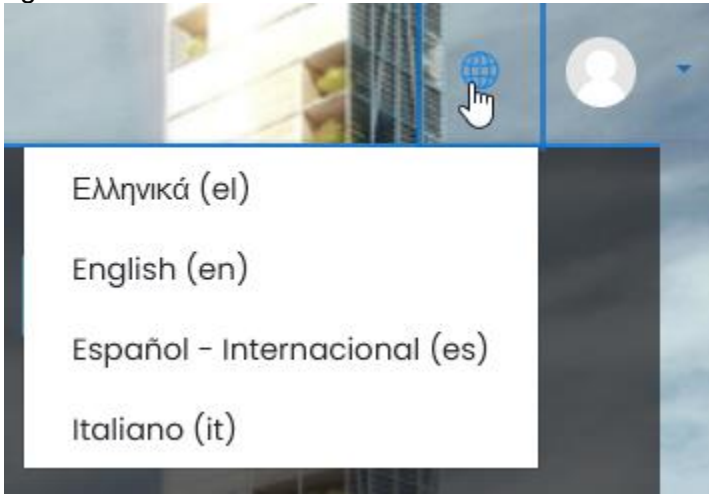 Ελληνικά (el)
English (en)
Español - Internacional (es)
Italiano (it)